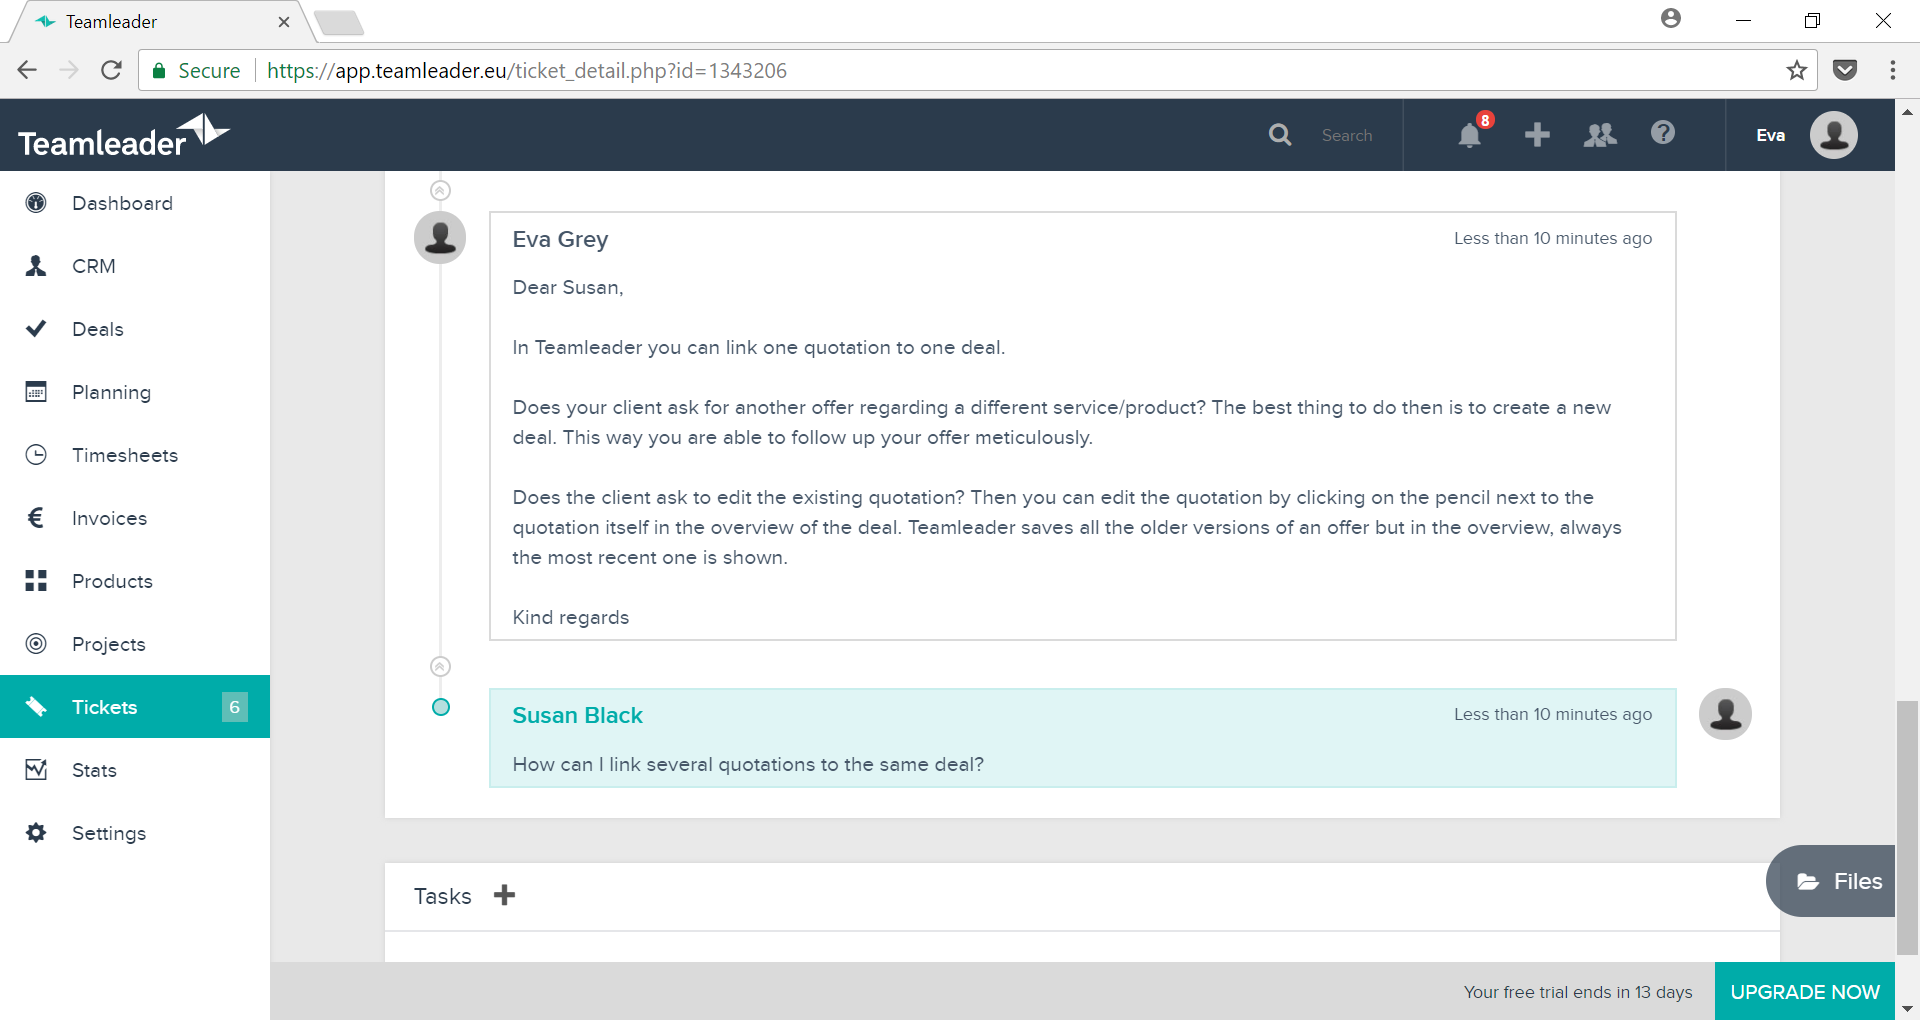 Teamleader
Secure https://app.teamleader.eu/ticket_detail.php?id=1343206
Teamleader
Search
8
Eva
Dashboard
CRM
Deals
Planning
Timesheets
€ Invoices
Products
Projects
Tickets 6
Stats
Settings
Eva Grey Less than 10 minutes ago
Dear Susan,
In Teamleader you can link one quotation to one deal.
Does your client ask for another offer regarding a different service/product? The best thing to do then is to create a new
deal. This way you are able to follow up your offer meticulously.
Does the client ask to edit the existing quotation? Then you can edit the quotation by clicking on the pencil next to the
quotation itself in the overview of the deal. Teamleader saves all the older versions of an offer but in the overview, always
the most recent one is shown.
Kind regards
Susan Black Less than 10 minutes ago
How can I link several quotations to the same deal?
Tasks
Files
Your free trial ends in 13 days
UPGRADE NOW